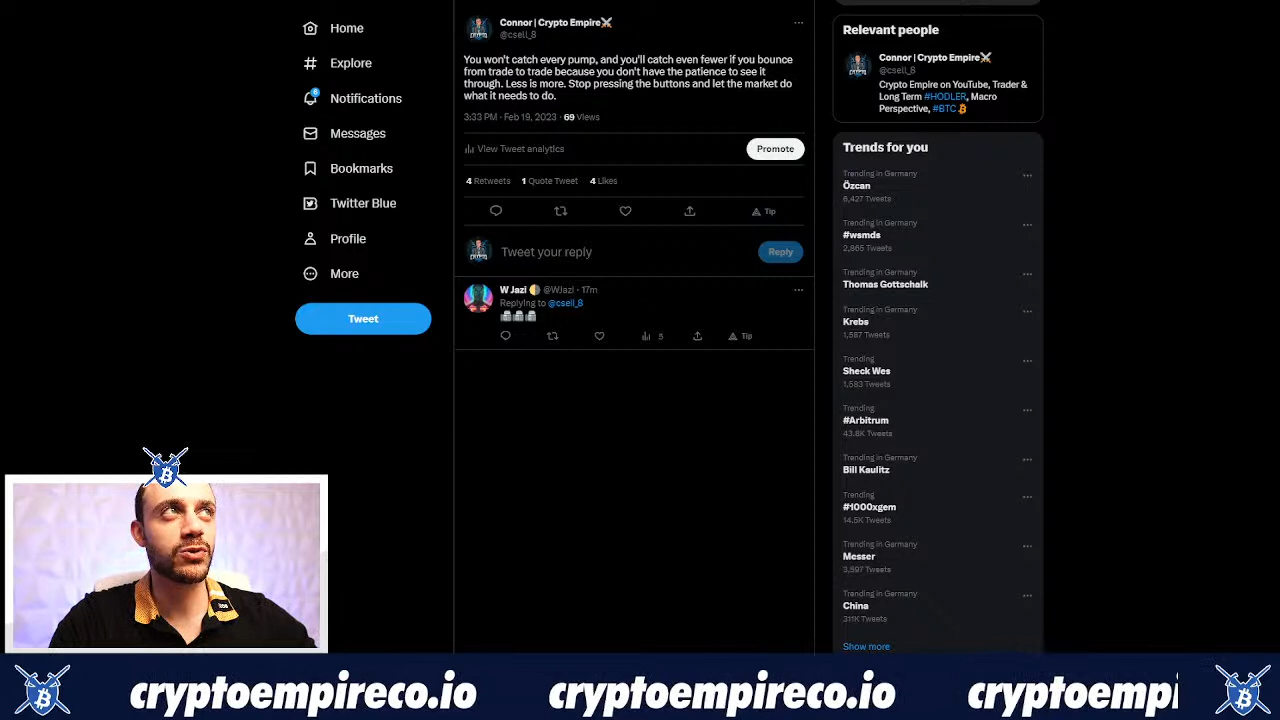 Home
Explore
6
Notifications
Messages
Bookmarks
Twitter Blue
Profile
More
Tweet
Connor | Crypto Empire⚔
@csell_8
You won't catch every pump, and you'll catch even fewer if you bounce
from trade to trade because you don't have the patience to see it
through. Less is more. Stop pressing the buttons and let the market do
what it needs to do.
3:33 PM · Feb 19, 2023 · 69 Views
View Tweet analytics
Promote
4 Retweets 1 Quote Tweet 4 Likes
Tip
Tweet your reply
Reply
W Jazi 🌗 @WJazi · 17m
Replying to @csell_8
5
Tip
Relevant people
Connor | Crypto Empire⚔
@csell_8
Crypto Empire on YouTube, Trader &
Long Term #HODLER, Macro
Perspective, #BTC
Trends for you
Trending in Germany
Özcan
6,427 Tweets
Trending in Germany
#wsmds
2,865 Tweets
Trending in Germany
Thomas Gottschalk
Trending in Germany
Krebs
1,587 Tweets
Trending
Sheck Wes
1,583 Tweets
Trending
#Arbitrum
43.8K Tweets
Trending in Germany
Bill Kaulitz
Trending
#1000xgem
14.5K Tweets
Trending in Germany
Messer
3,597 Tweets
Trending in Germany
China
311K Tweets
Show more
cryptoempireco.io cryptoempireco.io cryptoempi